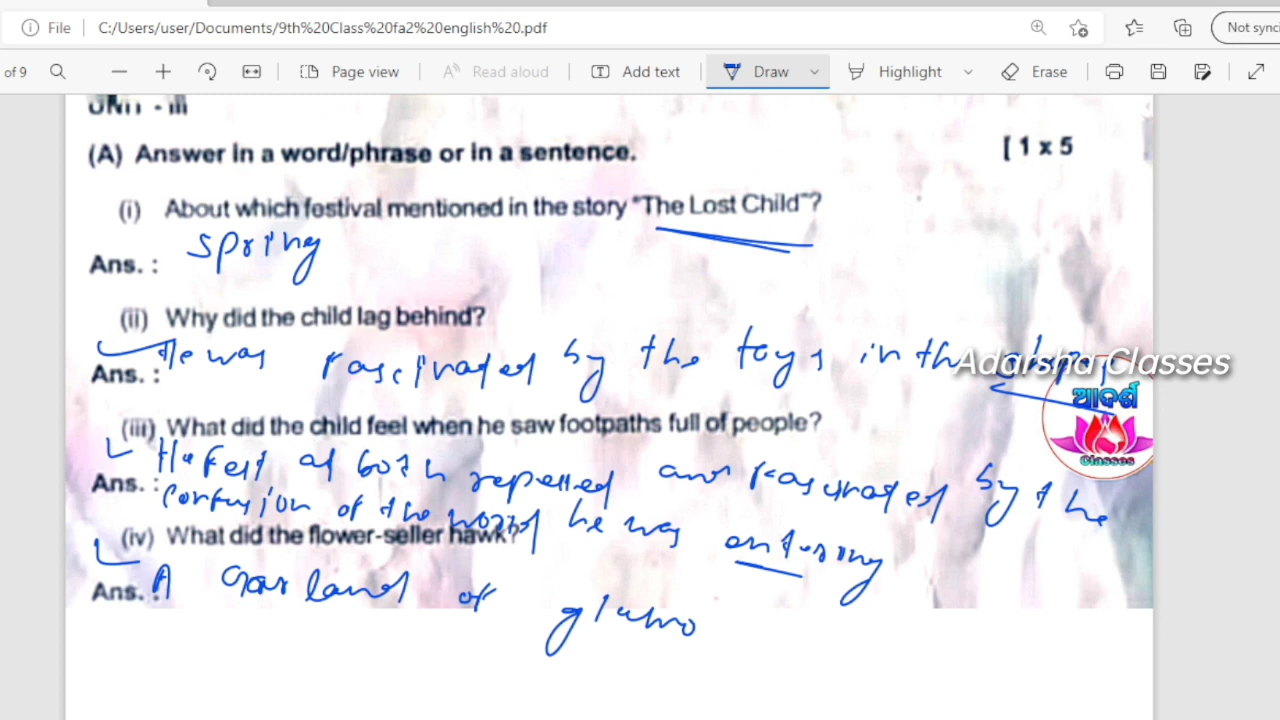 File C:/Users/user/Documents/9th%20Class%20fa2%20english%20.pdf Not sync
of 9 Page view Read aloud Add text Draw Highlight Erase
UNIT - III
(A) Answer in a word/phrase or in a sentence. [ 1 x 5
(i) About which festival mentioned in the story "The Lost Child"?
Spring
Ans. :
(ii) Why did the child lag behind?
He was fascinated by the toys in the shops
Adarsha Classes
Ans. :
ଆଦର୍ଶ
Classes
(iii) What did the child feel when he saw footpaths full of people?
He felt at both repelled and fascinated by the
Ans. :
confusion of the world he was entering
(iv) What did the flower-seller hawk?
Ans. : A garland of